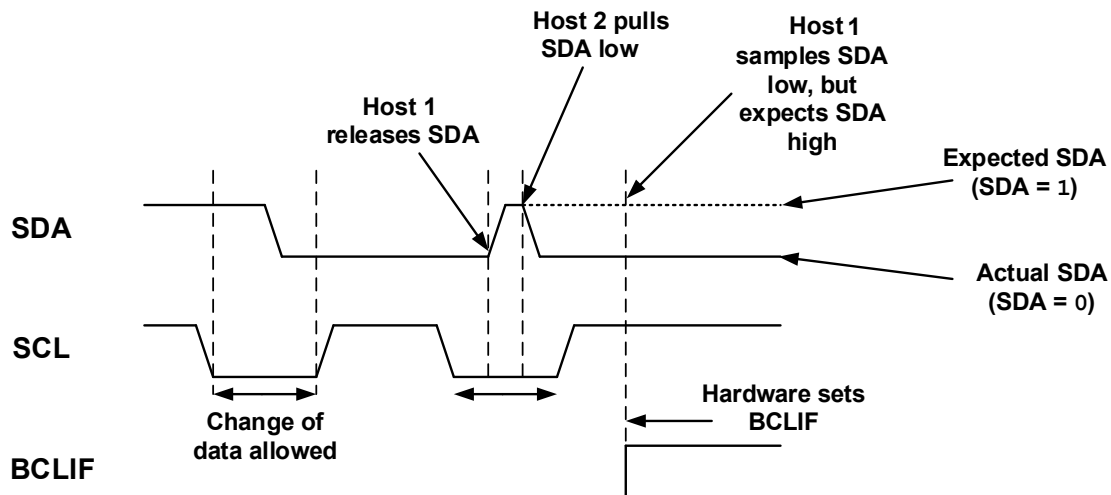 Host 2 pulls
SDA low
Host 1
samples SDA
low, but
expects SDA
high
Host 1
releases SDA
Expected SDA
(SDA = 1)
SDA
Actual SDA
(SDA = 0)
SCL
Change of
data allowed
Hardware sets
BCLIF
BCLIF